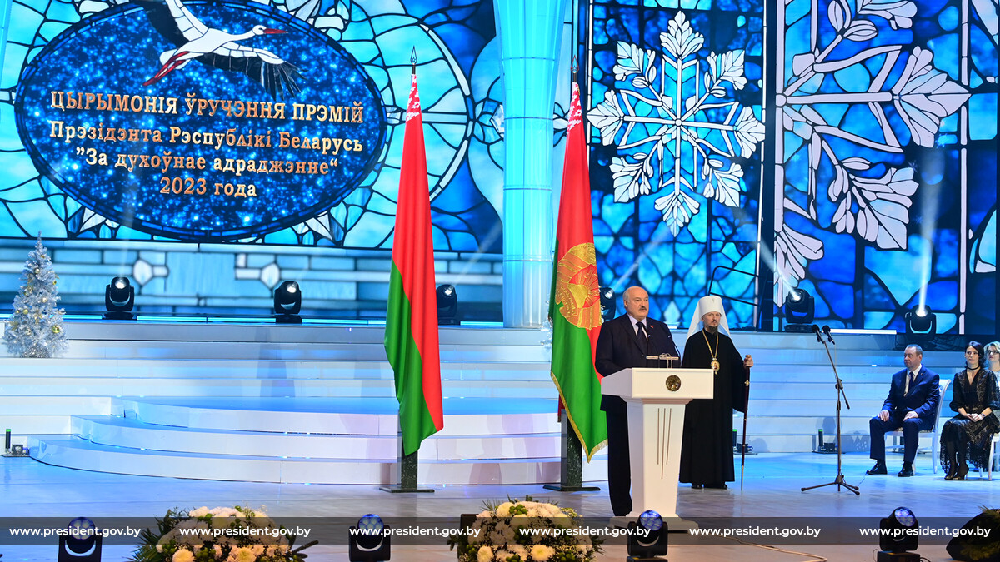 ЦЫРЫМОНІЯ ЎРУЧЭННЯ ПРЭМІЙ
Прэзідэнта Рэспублікі Беларусь
"За духоўнае адраджэнне"
2023 года
www.president.gov.by www.president.gov.by www.president.gov.by www.president.gov.by www.president.gov.by www.president.gov.by